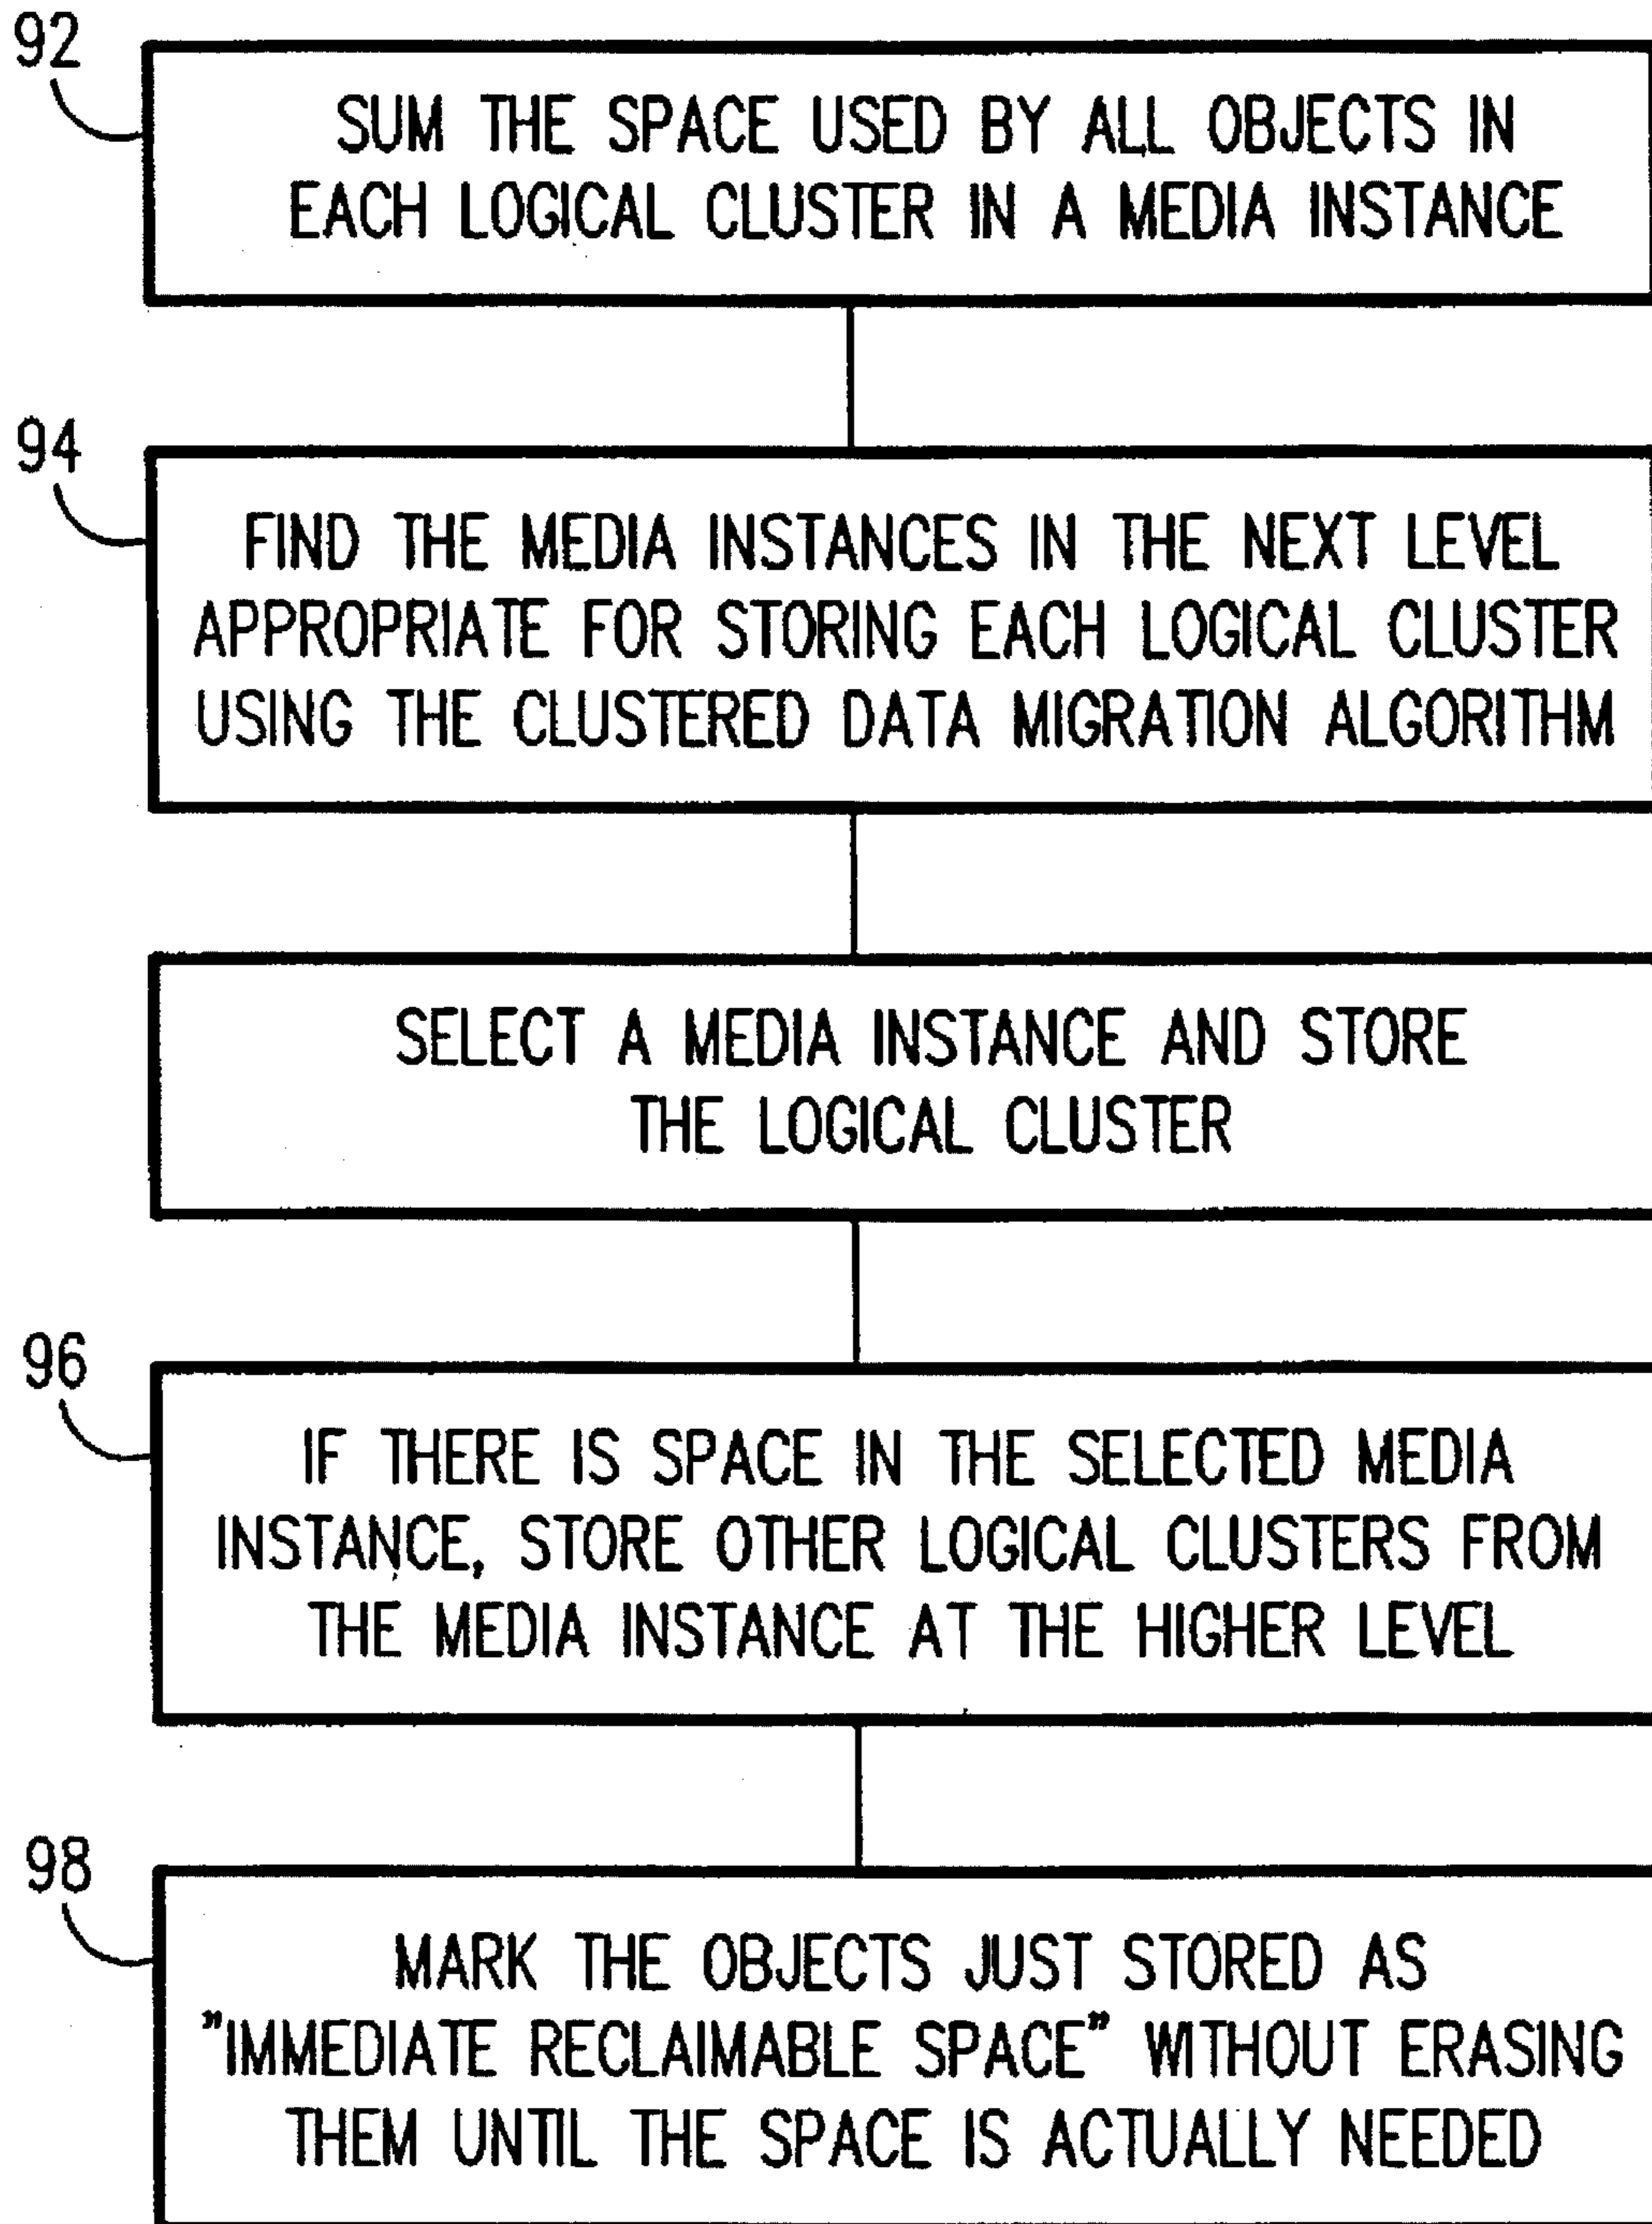 92
SUM THE SPACE USED BY ALL OBJECTS IN
EACH LOGICAL CLUSTER IN A MEDIA INSTANCE
94
FIND THE MEDIA INSTANCES IN THE NEXT LEVEL
APPROPRIATE FOR STORING EACH LOGICAL CLUSTER
USING THE CLUSTERED DATA MIGRATION ALGORITHM
SELECT A MEDIA INSTANCE AND STORE
THE LOGICAL CLUSTER
96
IF THERE IS SPACE IN THE SELECTED MEDIA
INSTANCE, STORE OTHER LOGICAL CLUSTERS FROM
THE MEDIA INSTANCE AT THE HIGHER LEVEL
98
MARK THE OBJECTS JUST STORED AS
"IMMEDIATE RECLAIMABLE SPACE" WITHOUT ERASING
THEM UNTIL THE SPACE IS ACTUALLY NEEDED